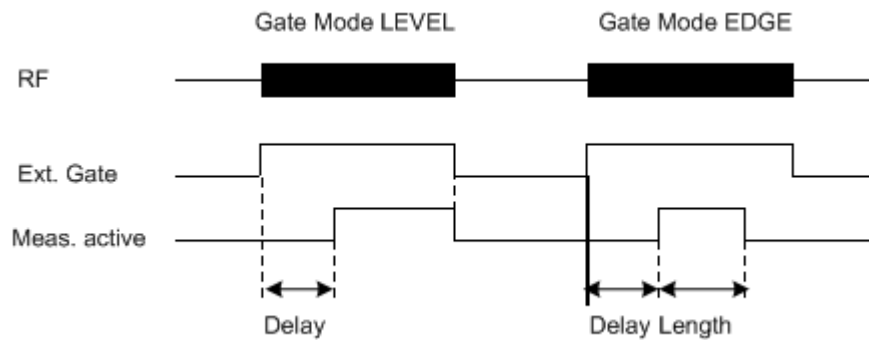 Gate Mode LEVEL Gate Mode EDGE
RF
Ext. Gate
Meas. active
Delay Delay Length